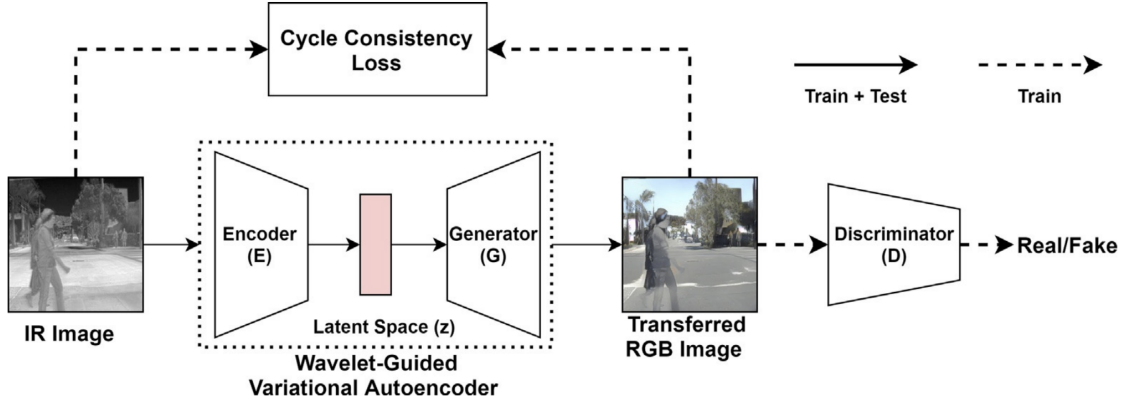 Cycle Consistency
Loss
Train + Test
Train
Encoder
(E)
Generator
(G)
Discriminator
(D)
Real/Fake
Latent Space (z)
IR Image
Transferred
RGB Image
Wavelet-Guided
Variational Autoencoder